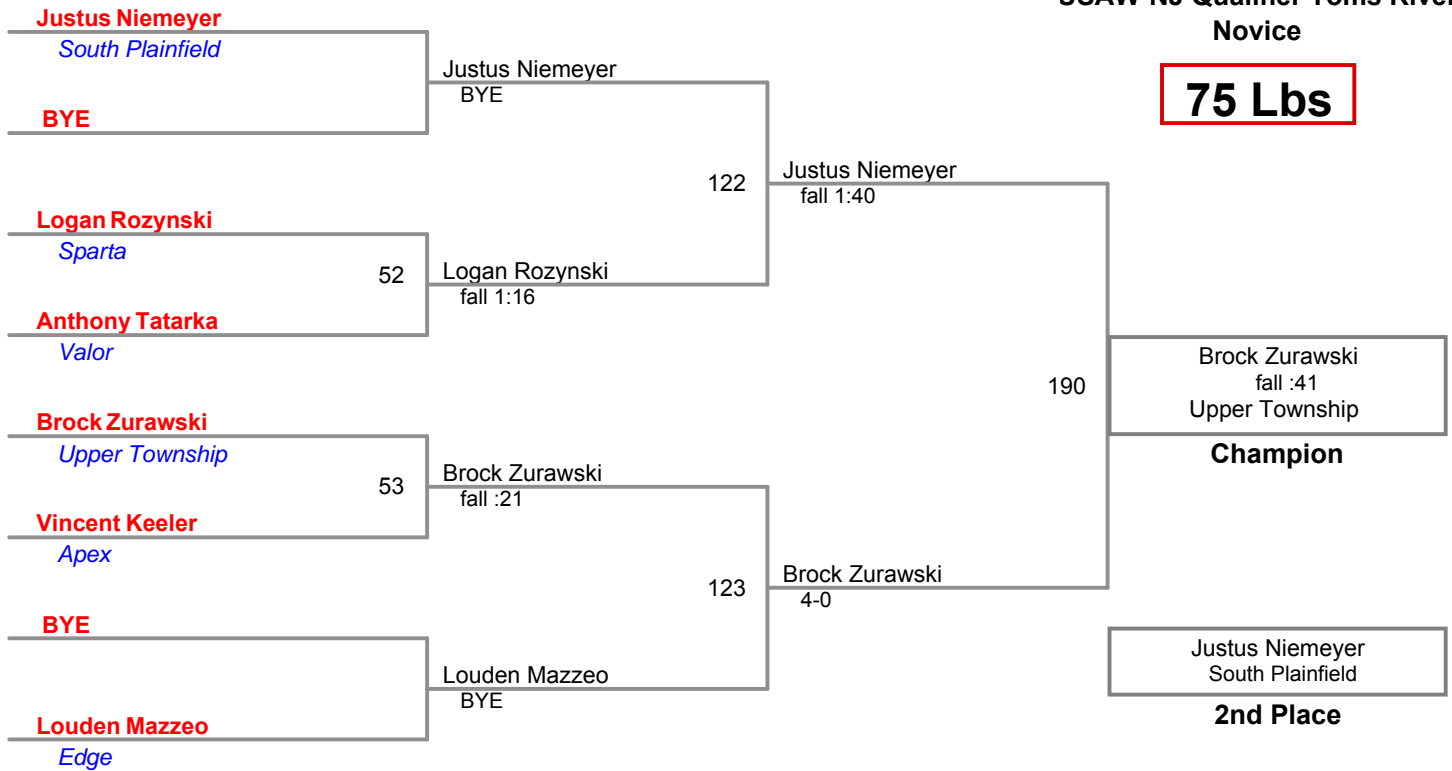 Novice
75 Lbs
Justus Niemeyer
South Plainfield
BYE
Logan Rozynski
Sparta
Anthony Tatarka
Valor
Brock Zurawski
Upper Township
Vincent Keeler
Apex
BYE
Louden Mazzeo
Edge
Justus Niemeyer
BYE
52
Logan Rozynski
fall 1:16
53
Brock Zurawski
fall :21
Louden Mazzeo
BYE
122
Justus Niemeyer
fall 1:40
123
Brock Zurawski
4-0
190
Brock Zurawski
fall :41
Upper Township
Champion
Justus Niemeyer
South Plainfield
2nd Place